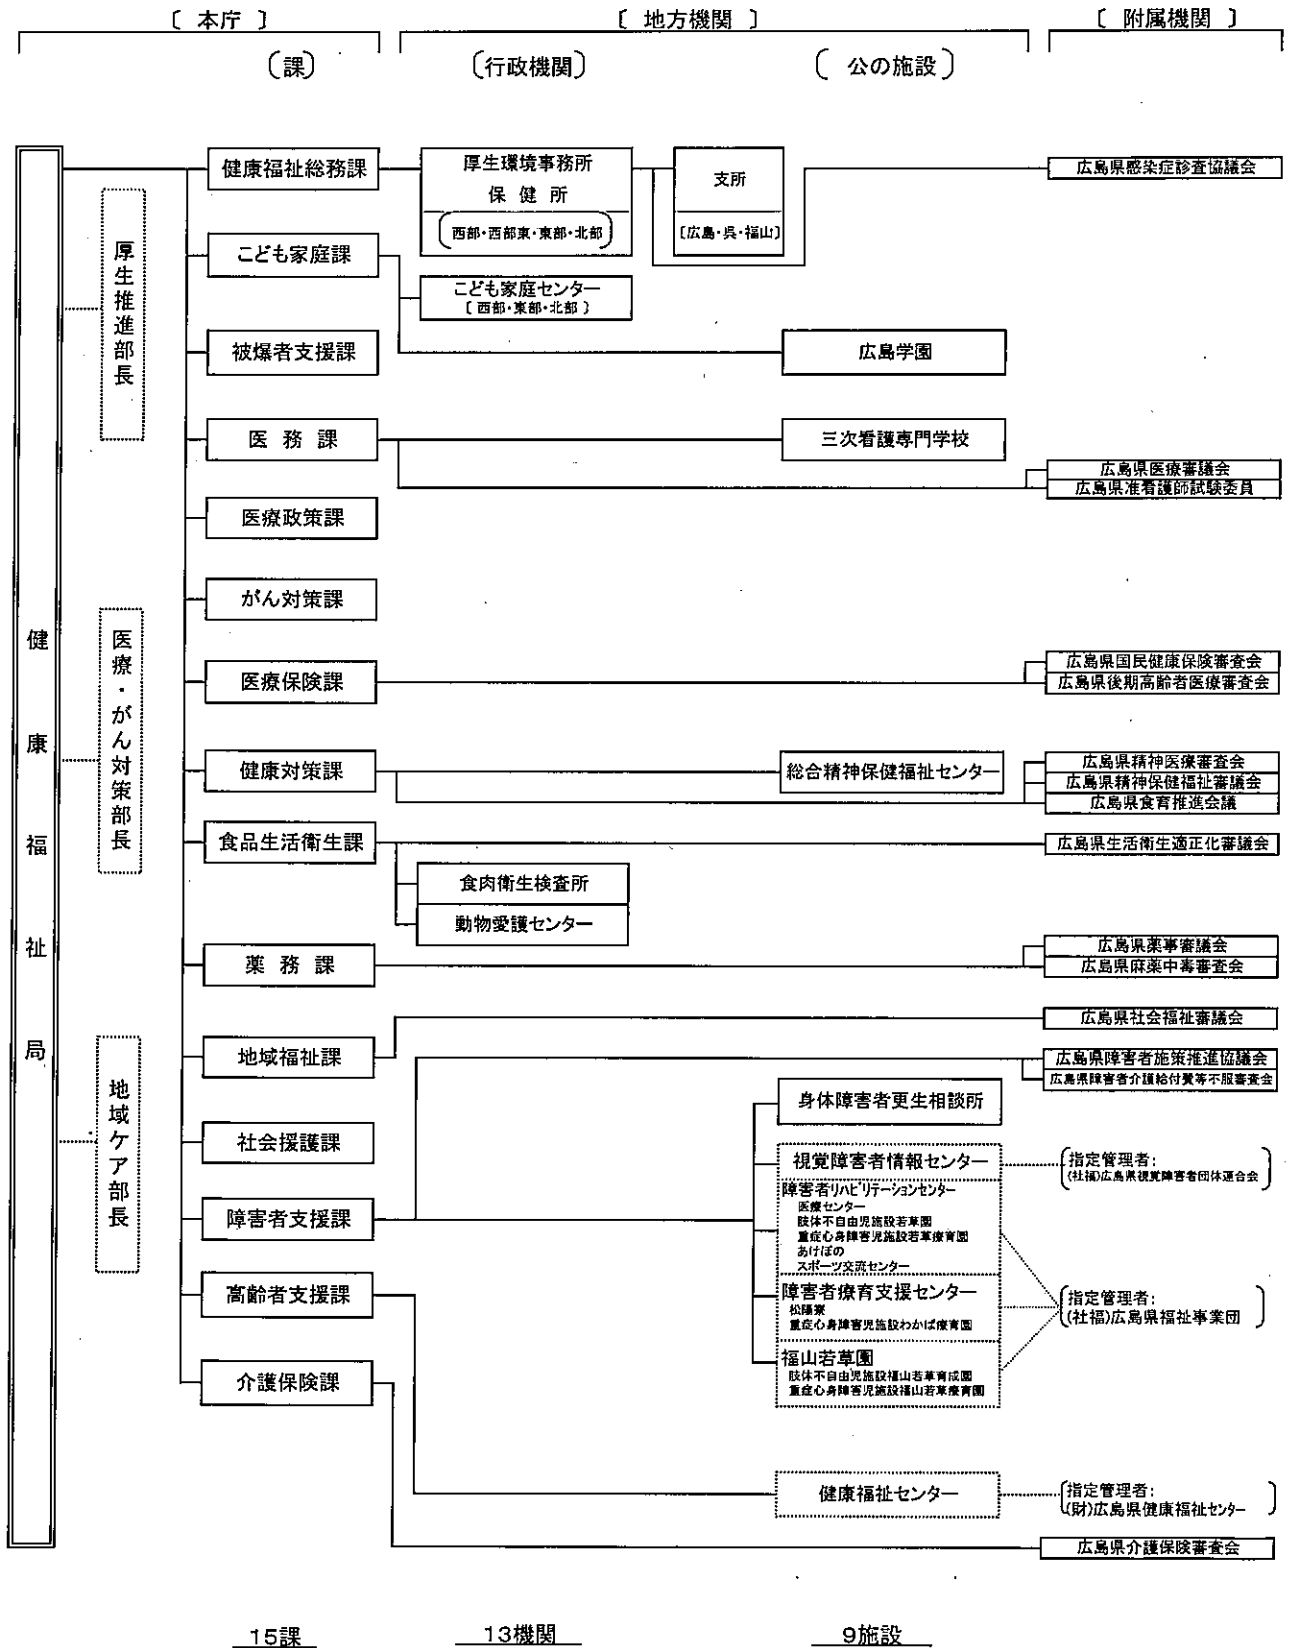 〔 本庁 〕
〔 地方機関 〕
〔 附属機関 〕
〔課〕
〔行政機関〕
〔 公の施設 〕
健康福祉局
厚生推進部長
医療・がん対策部長
地域ケア部長
健康福祉総務課
厚生環境事務所
保健所
(西部・西部東・東部・北部)
支所
〔広島・呉・福山〕
広島県感染症診査協議会
こども家庭課
こども家庭センター
〔 西部・東部・北部 〕
被爆者支援課
広島学園
医務課
三次看護専門学校
広島県医療審議会
広島県准看護師試験委員
医療政策課
がん対策課
医療保険課
広島県国民健康保険審査会
広島県後期高齢者医療審査会
健康対策課
総合精神保健福祉センター
広島県精神医療審査会
広島県精神保健福祉審議会
広島県食育推進会議
食品生活衛生課
広島県生活衛生適正化審議会
食肉衛生検査所
動物愛護センター
薬務課
広島県薬事審議会
広島県麻薬中毒審査会
地域福祉課
広島県社会福祉審議会
広島県障害者施策推進協議会
広島県障害者介護給付費等不服審査会
社会援護課
身体障害者更生相談所
視覚障害者情報センター
指定管理者:
(社福)広島県視覚障害者団体連合会
障害者支援課
障害者リハビリテーションセンター
医療センター
肢体不自由児施設若草園
重症心身障害児施設若草療育園
あけぼの
スポーツ交流センター
高齢者支援課
障害者療育支援センター
松陽寮
重症心身障害児施設わかば療育園
指定管理者:
(社福)広島県福祉事業団
介護保険課
福山若草園
肢体不自由児施設福山若草育成園
重症心身障害児施設福山若草療育園
健康福祉センター
指定管理者:
(財)広島県健康福祉センター
広島県介護保険審査会
15課
13機関
9施設